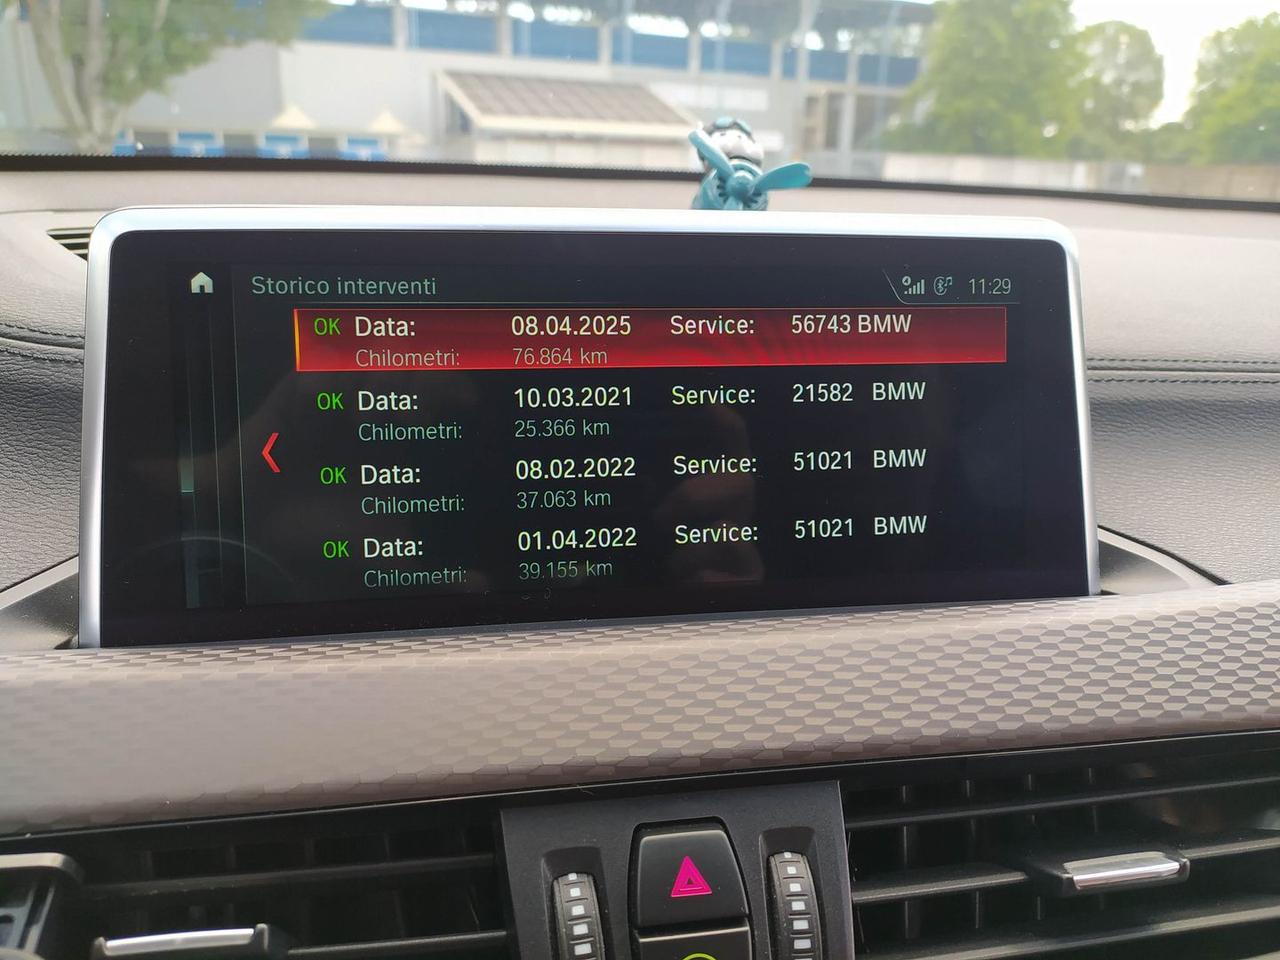 Storico interventi 11:29
OK Data: 08.04.2025 Service: 56743 BMW
Chilometri: 76.864 km
OK Data: 10.03.2021 Service: 21582 BMW
Chilometri: 25.366 km
OK Data: 08.02.2022 Service: 51021 BMW
Chilometri: 37.063 km
OK Data: 01.04.2022 Service: 51021 BMW
Chilometri: 39.155 km